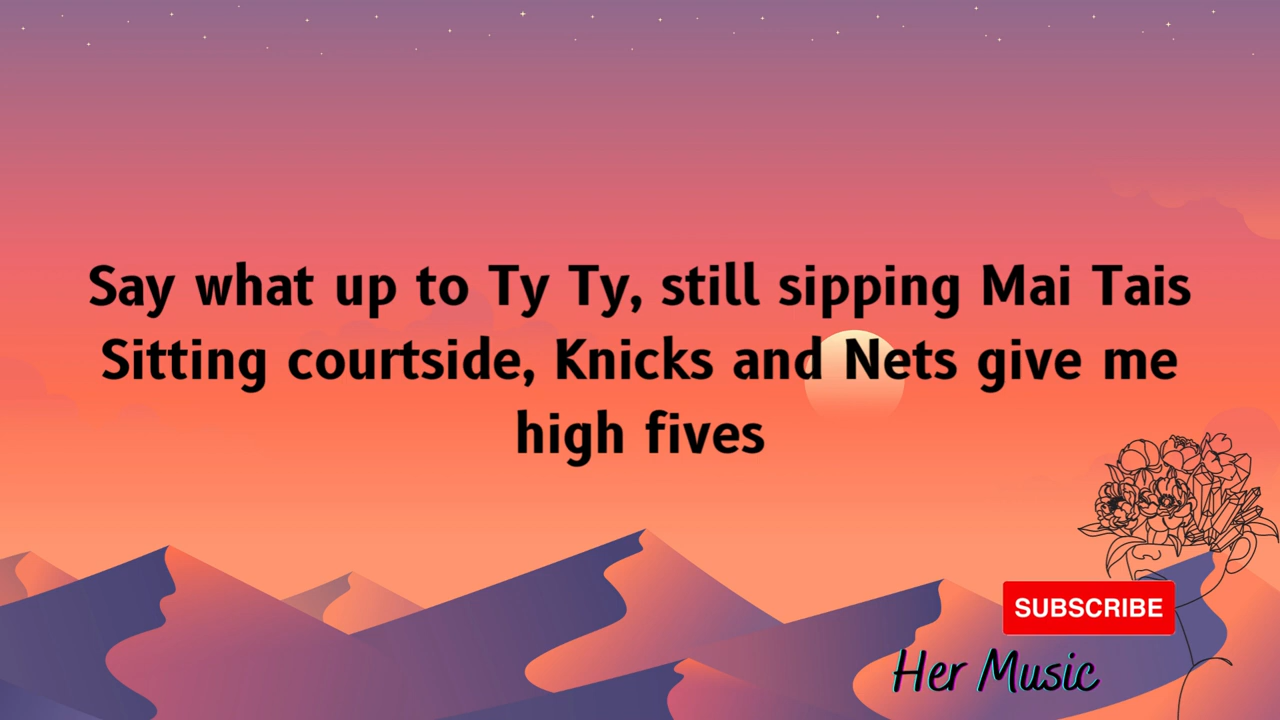 Say what up to Ty Ty, still sipping Mai Tais
Sitting courtside, Knicks and Nets give me
high fives
SUBSCRIBE
Her Music